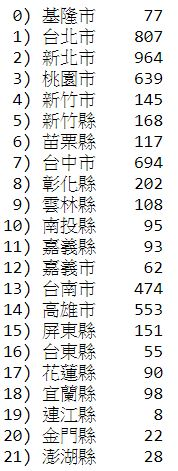 0) 基隆市 77
1) 台北市 807
2) 新北市 964
3) 桃園市 639
4) 新竹市 145
5) 新竹縣 168
6) 苗栗縣 117
7) 台中市 694
8) 彰化縣 202
9) 雲林縣 108
10) 南投縣 95
11) 嘉義縣 93
12) 嘉義市 62
13) 台南市 474
14) 高雄市 553
15) 屏東縣 151
16) 台東縣 55
17) 花蓮縣 90
18) 宜蘭縣 98
19) 連江縣 8
20) 金門縣 22
21) 澎湖縣 28